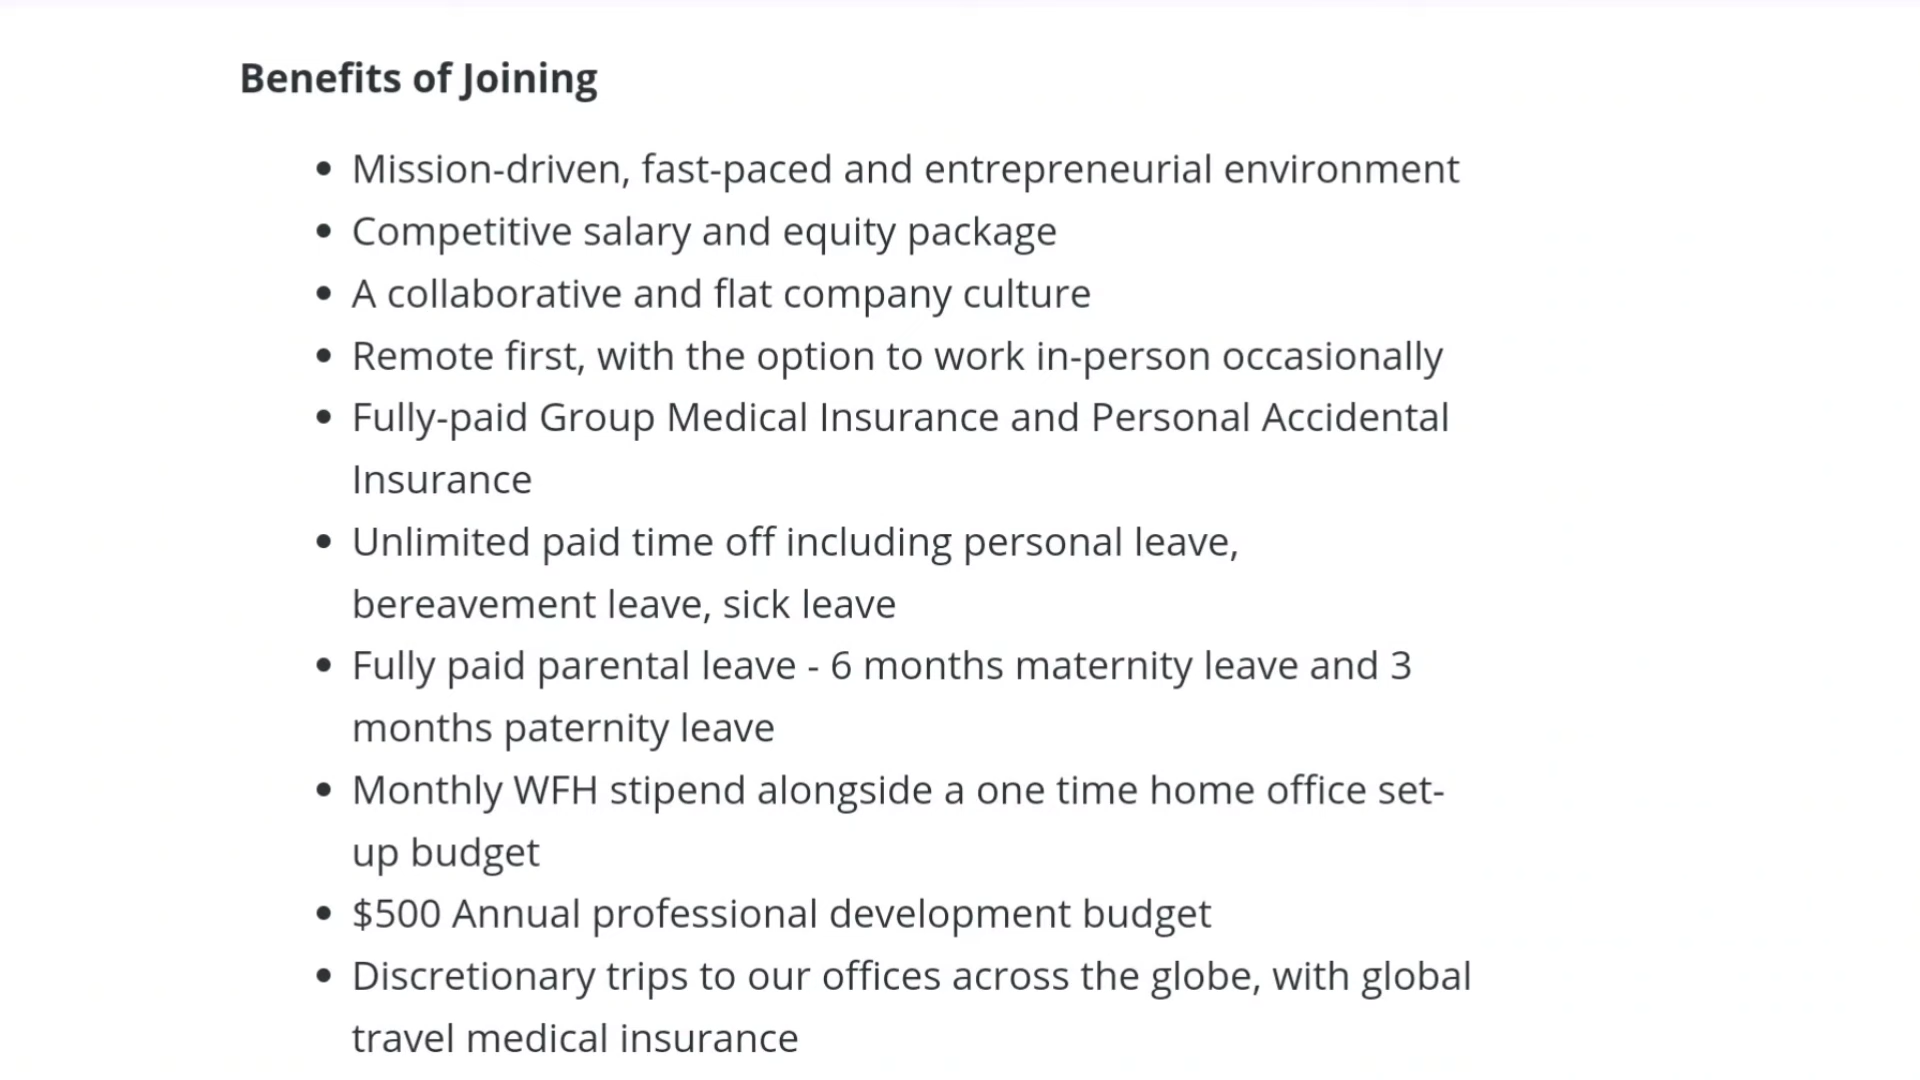 Benefits of Joining
• Mission-driven, fast-paced and entrepreneurial environment
• Competitive salary and equity package
• A collaborative and flat company culture
• Remote first, with the option to work in-person occasionally
• Fully-paid Group Medical Insurance and Personal Accidental
Insurance
• Unlimited paid time off including personal leave,
bereavement leave, sick leave
• Fully paid parental leave - 6 months maternity leave and 3
months paternity leave
• Monthly WFH stipend alongside a one time home office set-
up budget
• $500 Annual professional development budget
• Discretionary trips to our offices across the globe, with global
travel medical insurance